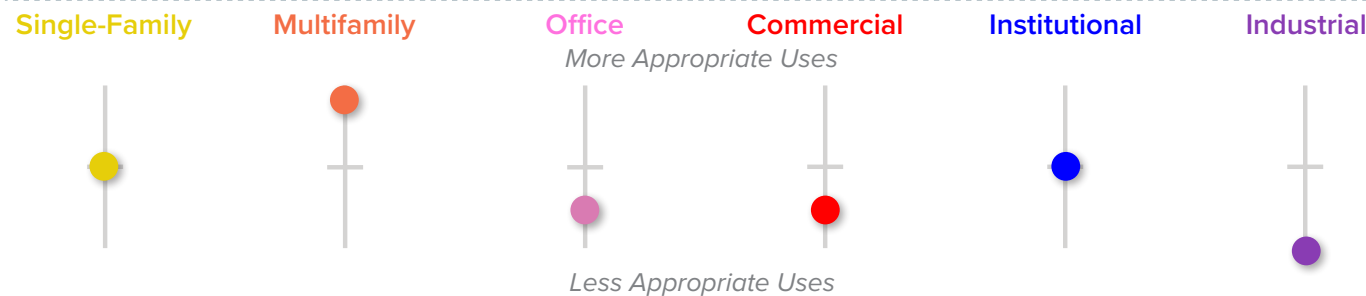 Single-Family Multifamily Office Commercial Institutional Industrial
More Appropriate Uses
Less Appropriate Uses